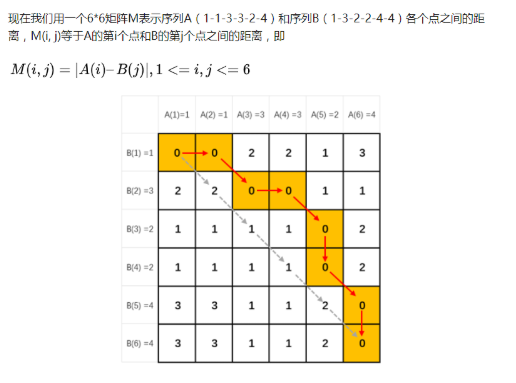 现在我们用一个6*6矩阵M表示序列A（1-1-3-3-2-4）和序列B（1-3-2-2-4-4）各个点之间的距
离，M(i, j)等于A的第i个点和B的第j个点之间的距离，即
M(i, j) = |A(i)–B(j)|, 1 <= i, j <= 6
A(1)=1 A(2) =1 A(3) =3 A(4) =3 A(5) =2 A(6) =4
B(1) =1 0 0 2 2 1 3
B(2) =3 2 2 0 0 1 1
B(3) =2 1 1 1 1 0 2
B(4) =2 1 1 1 1 0 2
B(5) =4 3 3 1 1 2 0
B(6) =4 3 3 1 1 2 0